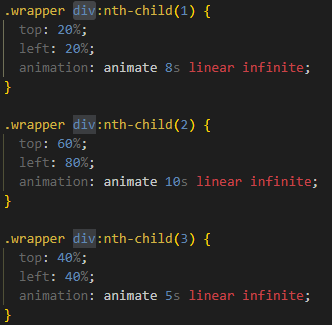 .wrapper div:nth-child(1) {
  top: 20%;
  left: 20%;
  animation: animate 8s linear infinite;
}

.wrapper div:nth-child(2) {
  top: 60%;
  left: 80%;
  animation: animate 10s linear infinite;
}

.wrapper div:nth-child(3) {
  top: 40%;
  left: 40%;
  animation: animate 5s linear infinite;
}